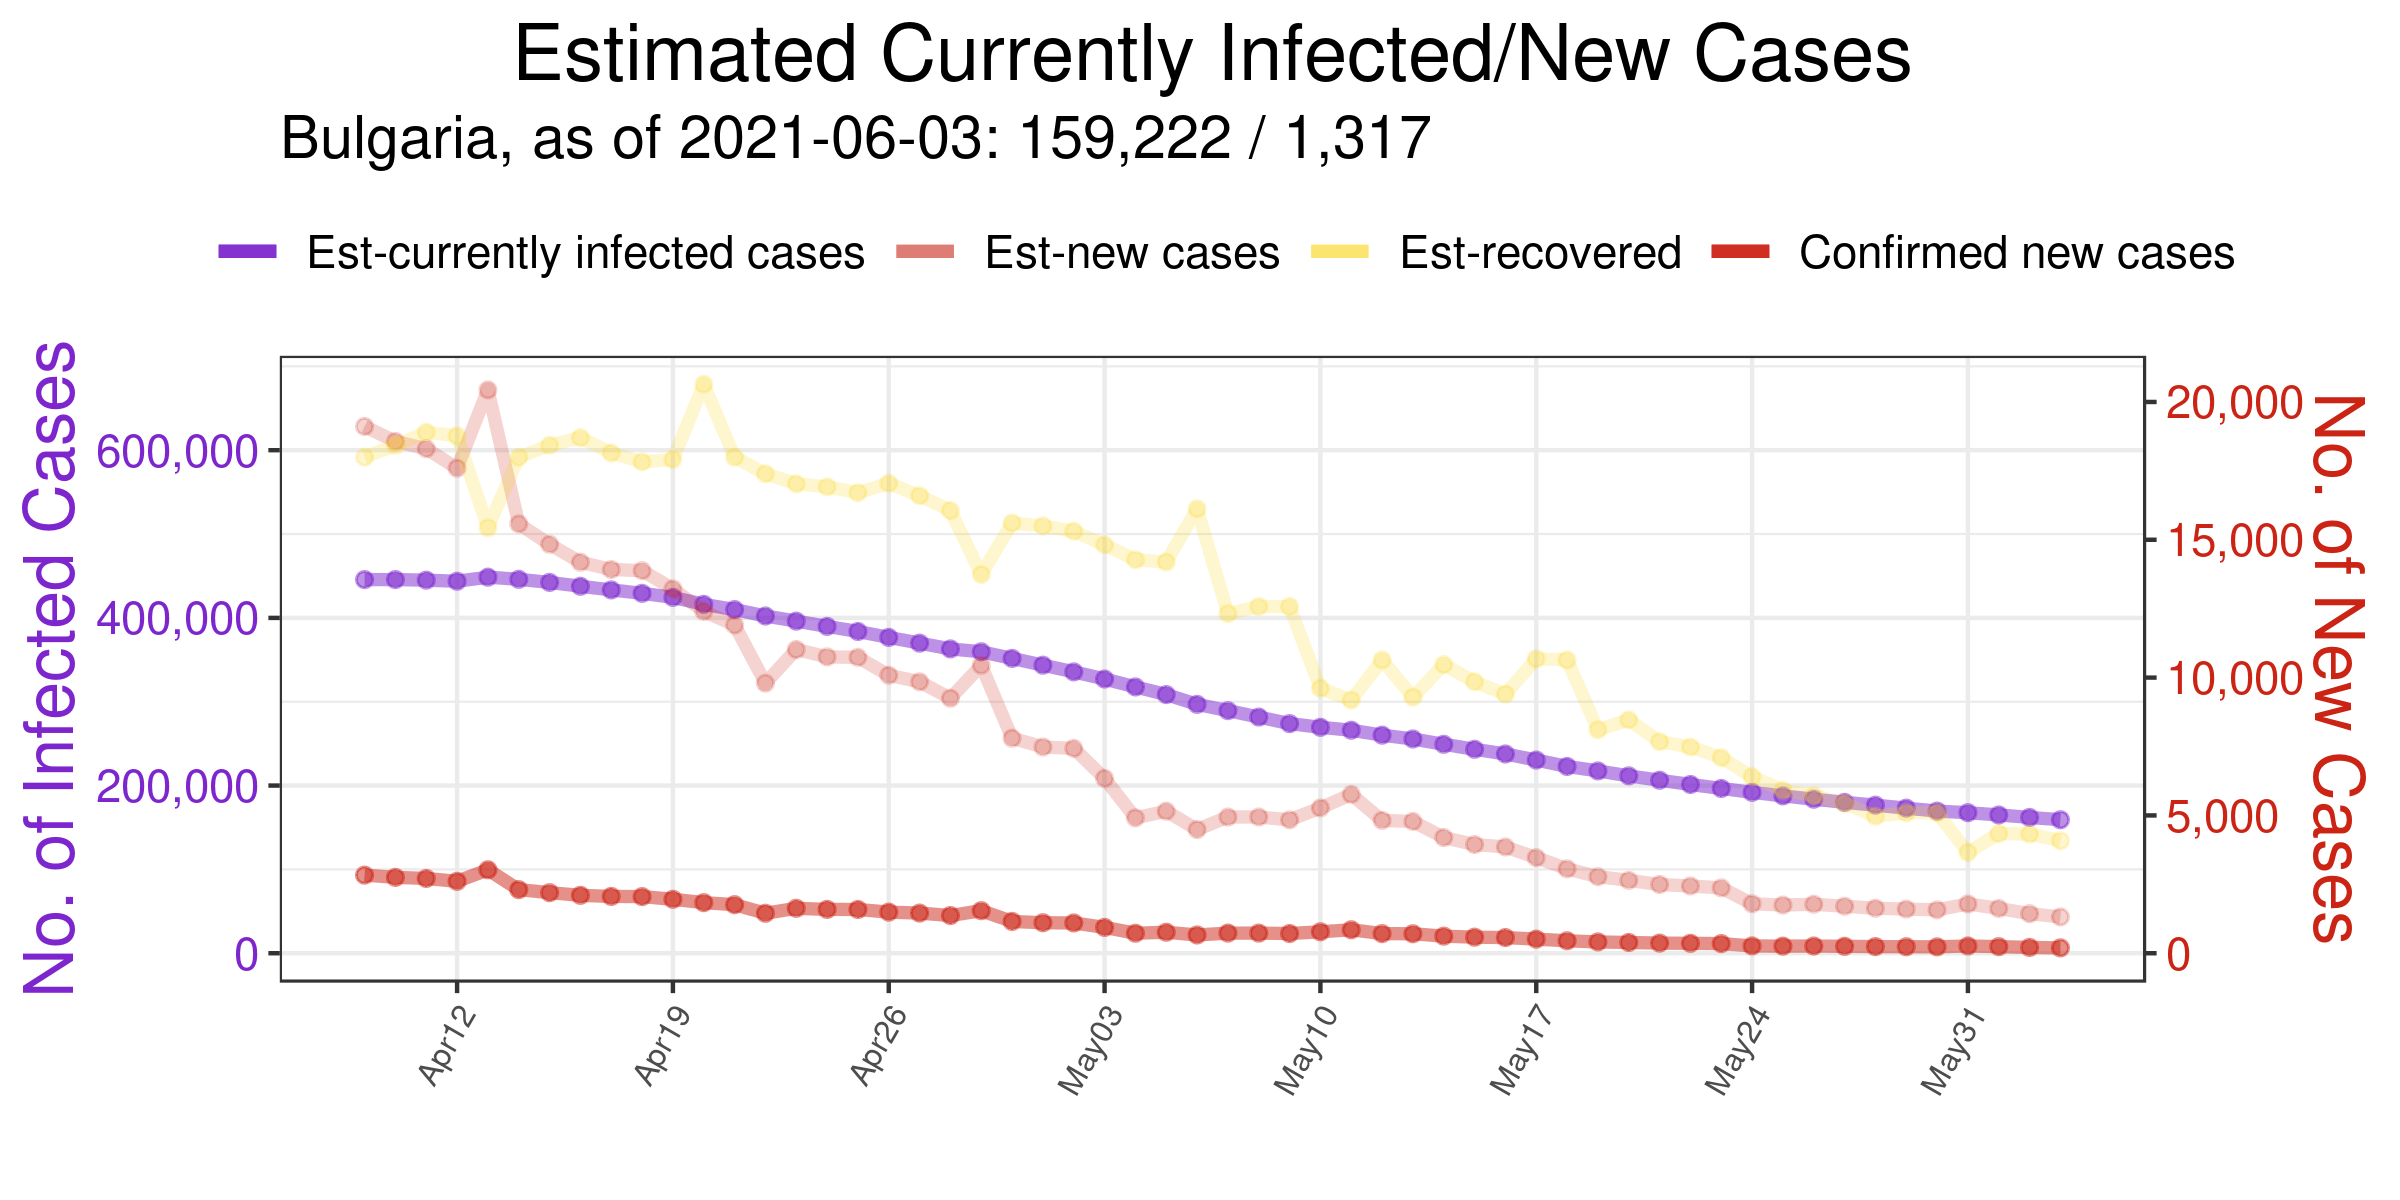 Estimated Currently Infected/New Cases
Bulgaria, as of 2021-06-03: 159,222 / 1,317
Est-currently infected cases Est-new cases Est-recovered Confirmed new cases
No. of Infected Cases
600,000
400,000
200,000
0
20,000
15,000
10,000
5,000
0
No. of New Cases
Apr12 Apr19 Apr26 May03 May10 May17 May24 May31